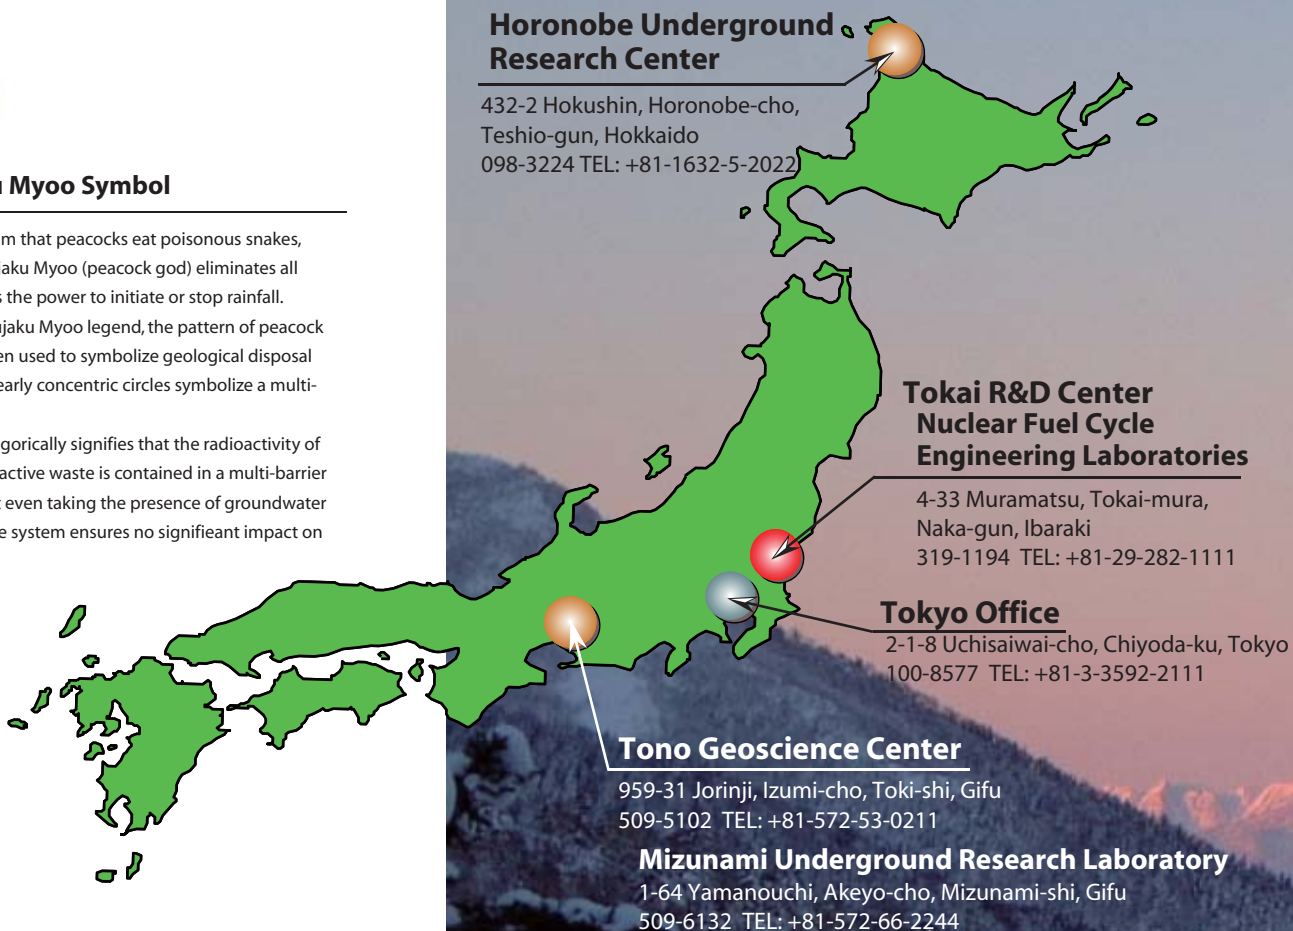 Myoo Symbol
that peacocks eat poisonous snakes,
Myoo (peacock god) eliminates all
the power to initiate or stop rainfall.
Myoo legend, the pattern of peacock
used to symbolize geological disposal
concentric circles symbolize a multi-
signifies that the radioactivity of
waste is contained in a multi-barrier
even taking the presence of groundwater
system ensures no signifieant impact on
Horonobe Underground
Research Center
432-2 Hokushin, Horonobe-cho,
Teshio-gun, Hokkaido
098-3224 TEL: +81-1632-5-2022
Tokai R&D Center
Nuclear Fuel Cycle
Engineering Laboratories
4-33 Muramatsu, Tokai-mura,
Naka-gun, Ibaraki
319-1194 TEL: +81-29-282-1111
Tokyo Office
2-1-8 Uchisaiwai-cho, Chiyoda-ku, Tokyo
100-8577 TEL: +81-3-3592-2111
Tono Geoscience Center
959-31 Jorinji, Izumi-cho, Toki-shi, Gifu
509-5102 TEL: +81-572-53-0211
Mizunami Underground Research Laboratory
1-64 Yamanouchi, Akeyo-cho, Mizunami-shi, Gifu
509-6132 TEL: +81-572-66-2244